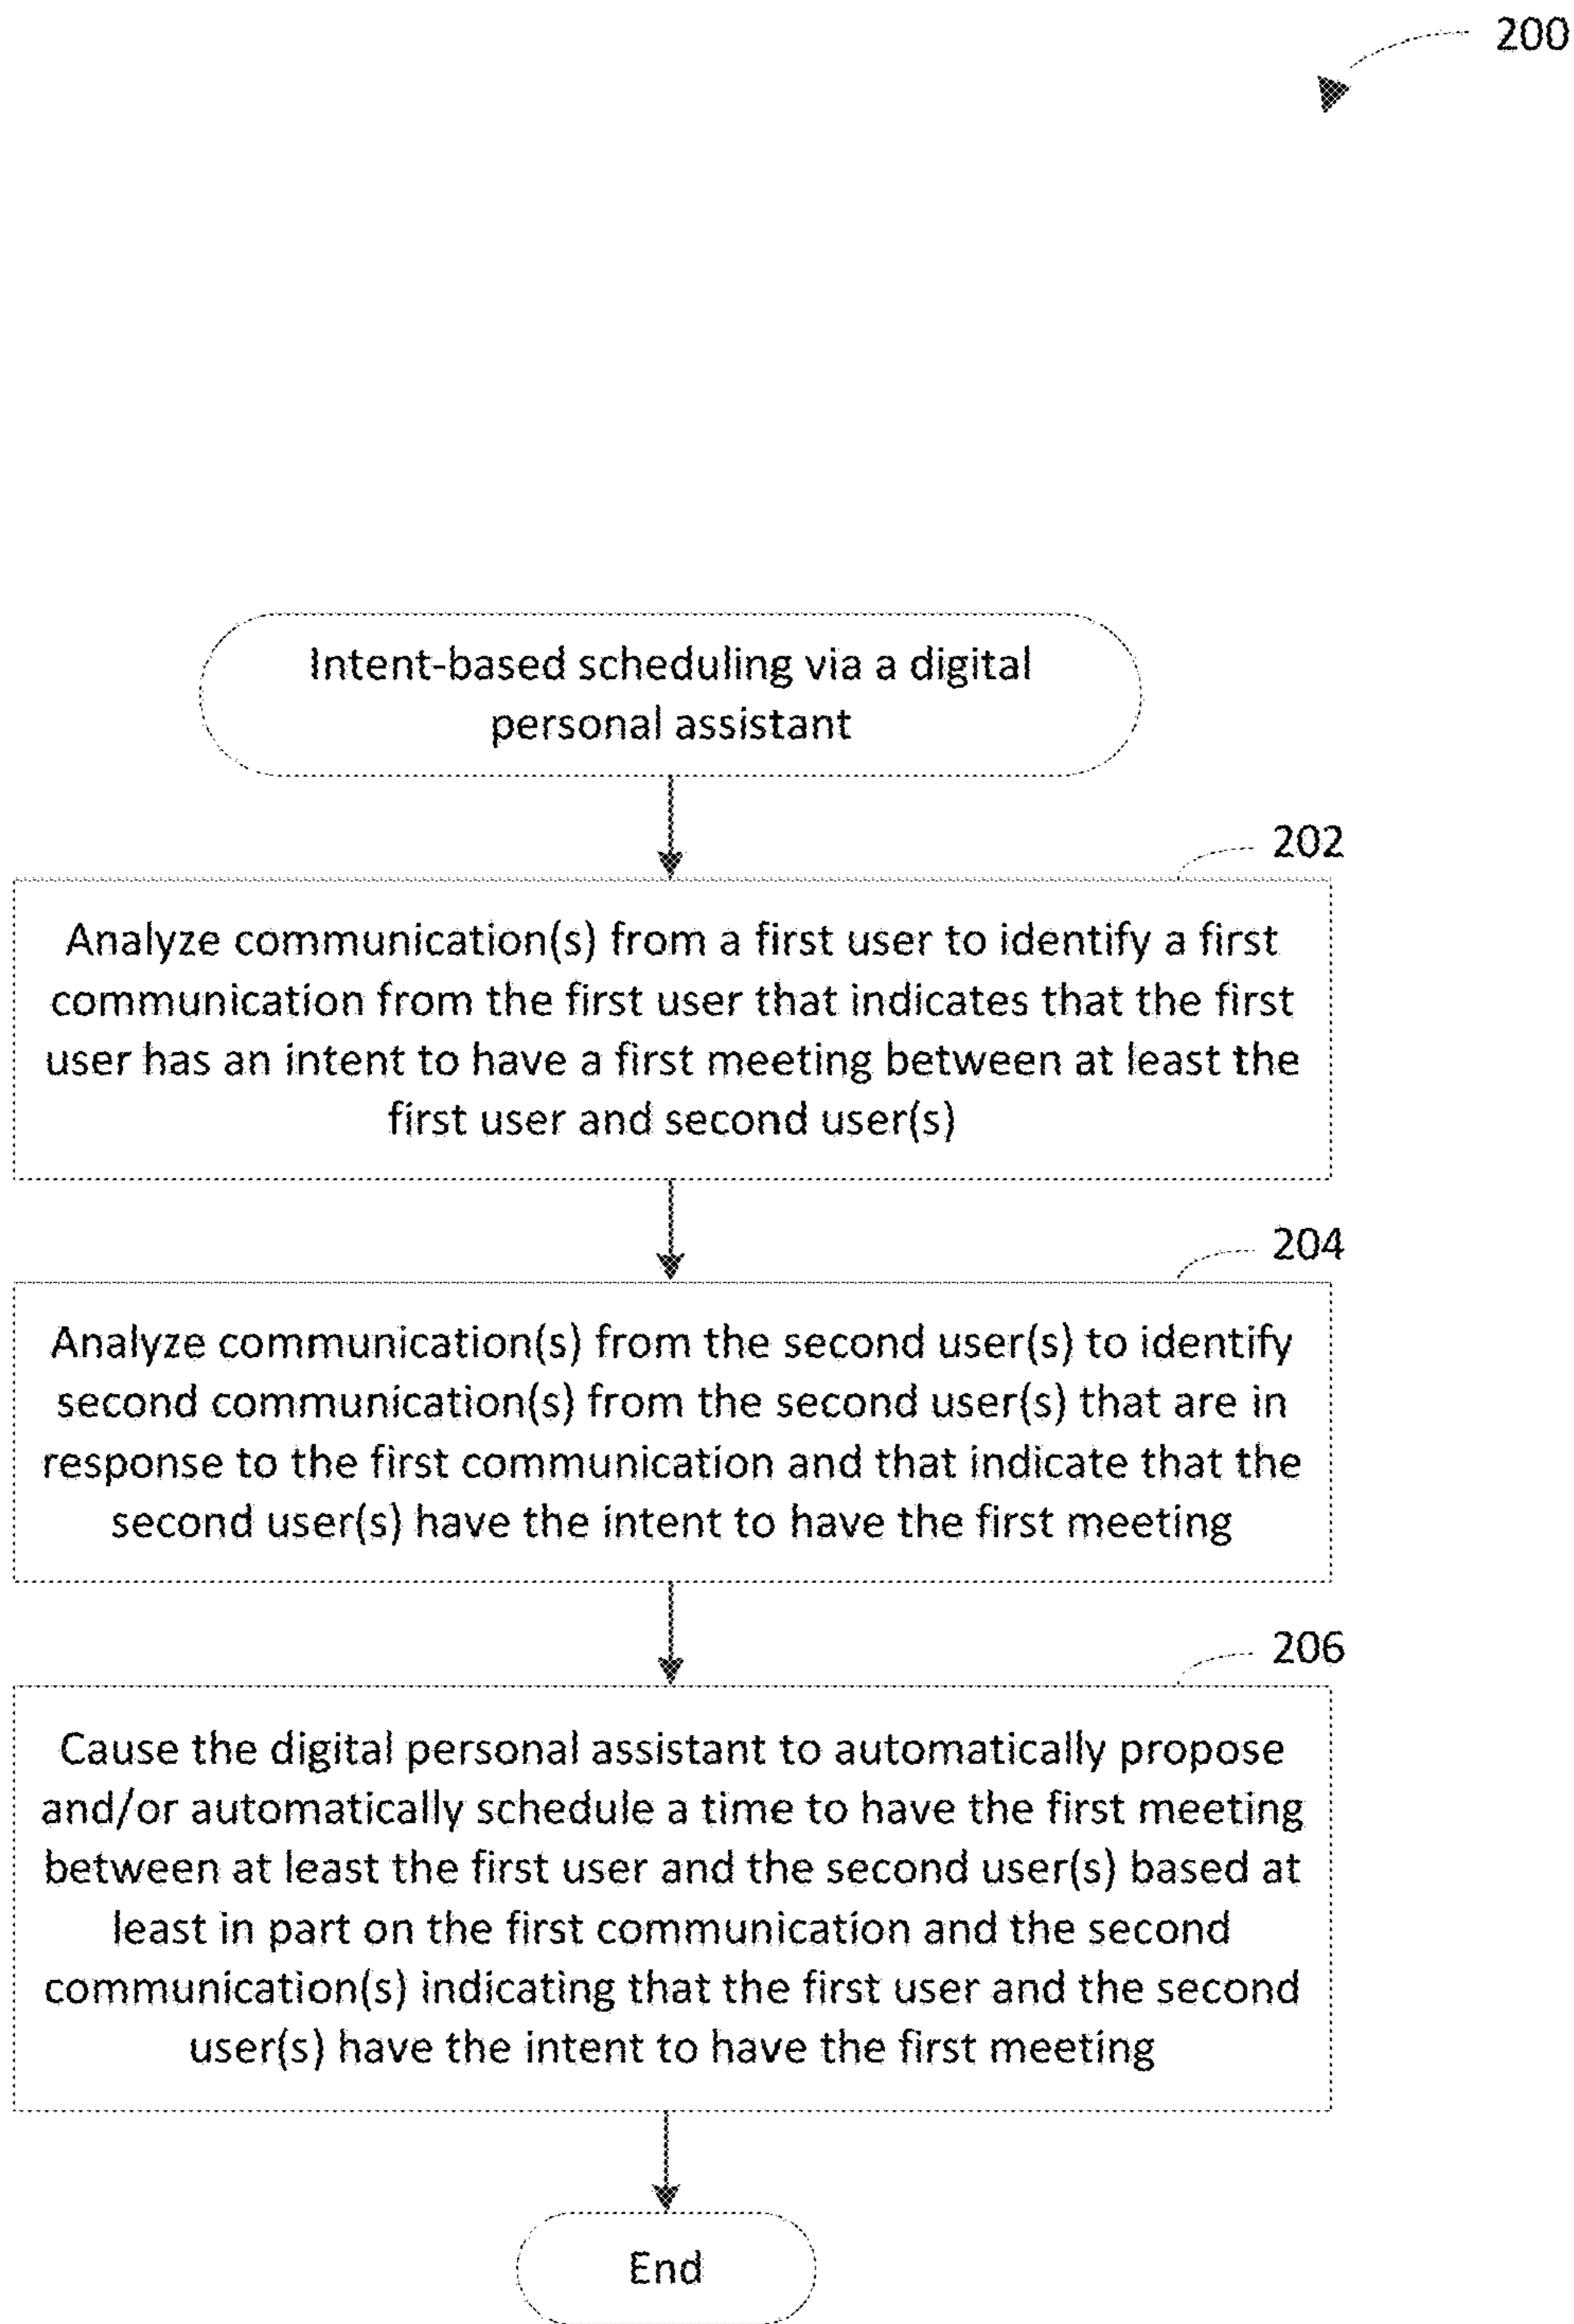 200
Intent-based scheduling via a digital
personal assistant
202
Analyze communication(s) from a first user to identify a first
communication from the first user that indicates that the first
user has an intent to have a first meeting between at least the
first user and second user(s)
204
Analyze communication(s) from the second user(s) to identify
second communication(s) from the second user(s) that are in
response to the first communication and that indicate that the
second user(s) have the intent to have the first meeting
206
Cause the digital personal assistant to automatically propose
and/or automatically schedule a time to have the first meeting
between at least the first user and the second user(s) based at
least in part on the first communication and the second
communication(s) indicating that the first user and the second
user(s) have the intent to have the first meeting
End